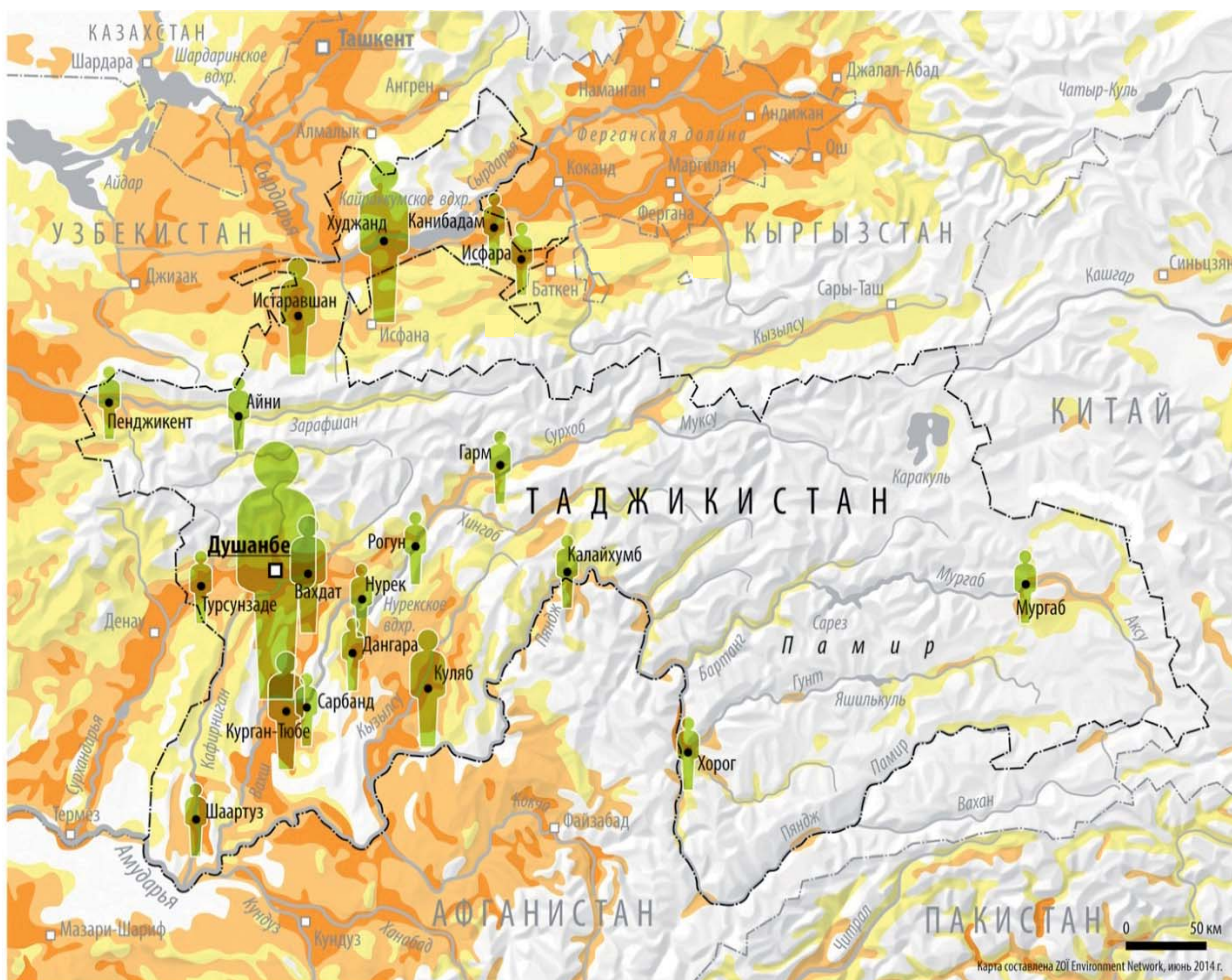 КАЗАХСТАН
Шардара
Шардаринское
вдхр.
Ташкент
Ангрен
Алмалык
Наманган
Джалал-Абад
Андижан
Чатыр-Куль
Ферганская долина
Ош
Айдар
Сырдарья
Сырдарья
Коканд
Маргилан
Кайраккумское вдхр.
Фергана
УЗБЕКИСТАН
Худжанд
Канибадам
Исфара
КЫРГЫЗСТАН
Джизак
Баткен
Синьцзян
Кашгар
Истаравшан
Сары-Таш
Исфана
Кызылсу
Пенджикент
Айни
Зарафшан
КИТАЙ
Сурхоб
Муксу
Гарм
Каракуль
ТАДЖИКИСТАН
Хингоб
Душанбе
Рогун
Калайхумб
Вахдат
Нурек
Турсунзаде
Нурекское
вдхр.
Мургаб
Мургаб
Денау
Пяндж
Сарез
Аксу
Дангара
Бартанг
Памир
Куляб
Гунт
Яшилькуль
Сарбанд
Курган-Тюбе
Кызылсу
Кафирниган
Сурхандарья
Вахш
Хорог
Памир
Шаартуз
Термез
Кокча
Файзабад
Пяндж
Вахан
Амударья
АФГАНИСТАН
ПАКИСТАН
Мазари-Шариф
Кундуз
Кундуз
Ханабад
Читрал
0 50 км
Карта составлена ZOÏ Environment Network, июнь 2014 г.